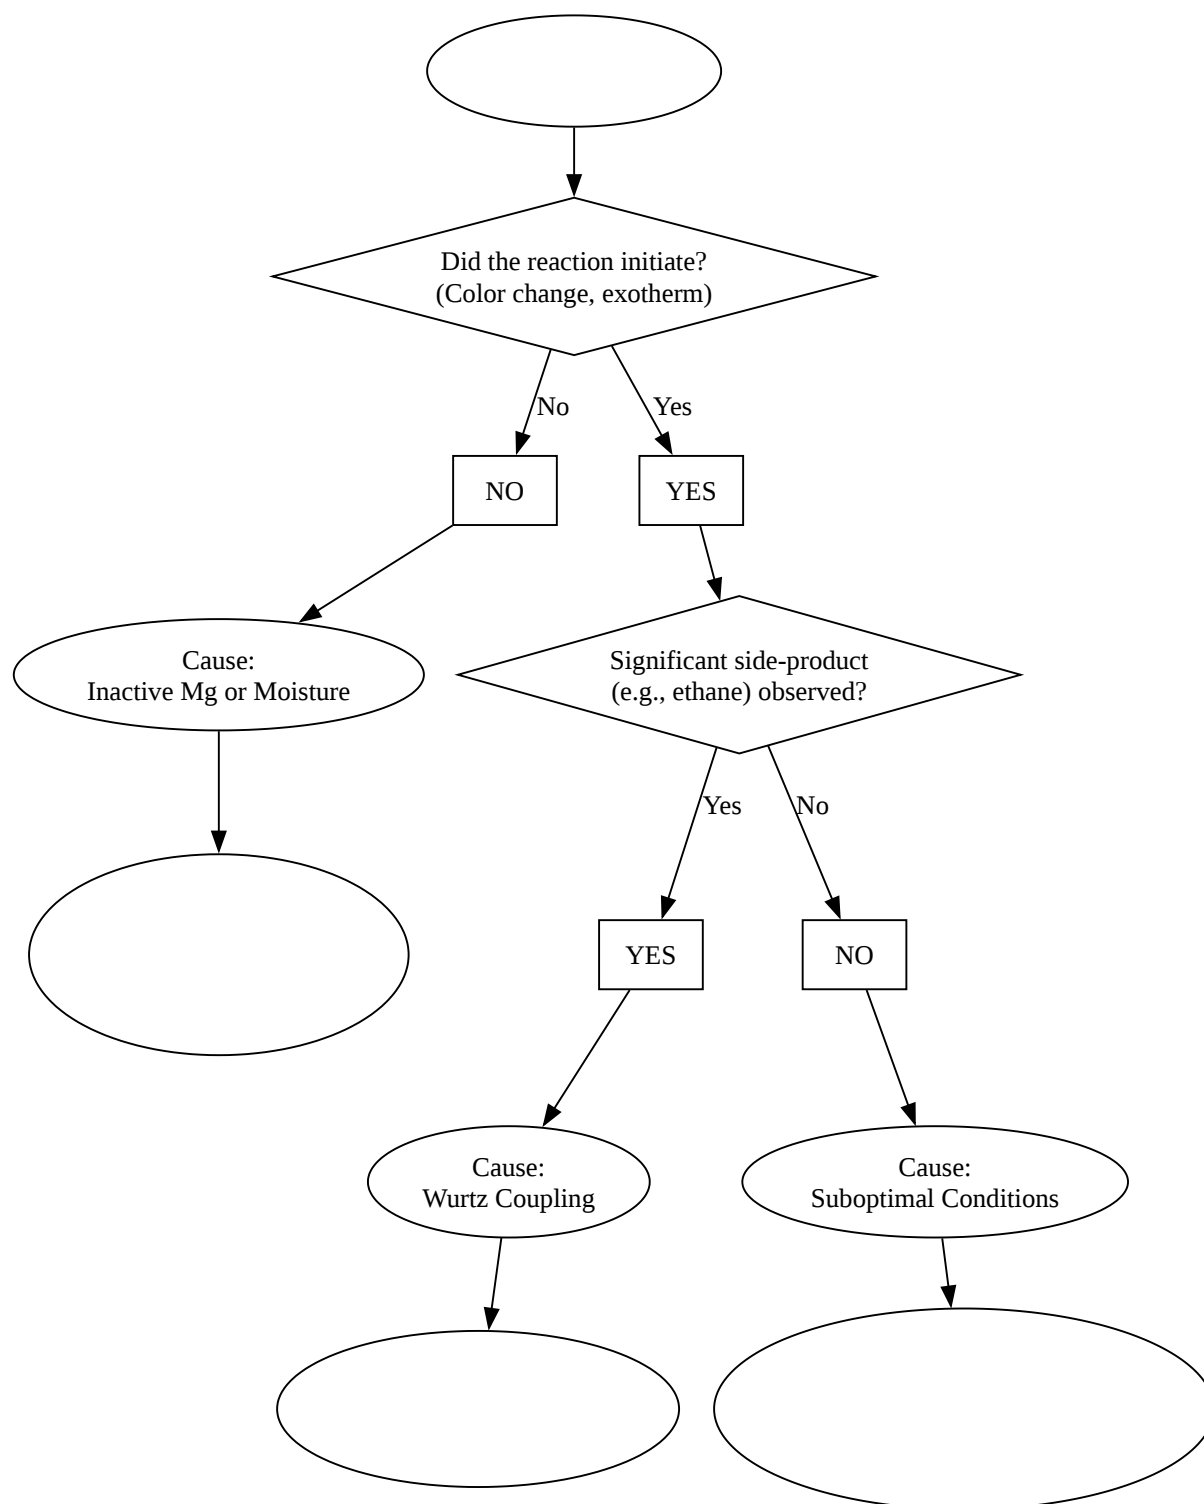 Did the reaction initiate?
(Color change, exotherm)
No
Yes
NO
YES
Cause:
Inactive Mg or Moisture
Significant side-product
(e.g., ethane) observed?
Yes
No
YES
NO
Cause:
Wurtz Coupling
Cause:
Suboptimal Conditions